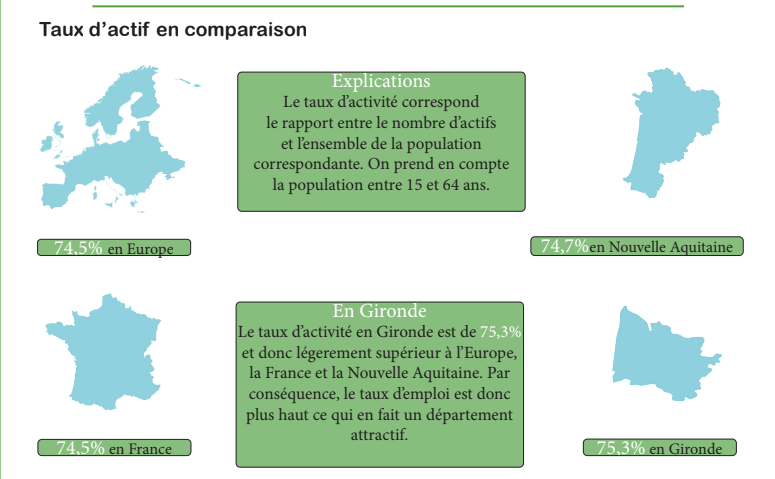 Taux d'actif en comparaison
Explications
Le taux d'activité correspond
le rapport entre le nombre d'actifs
et l'ensemble de la population
correspondante. On prend en compte
la population entre 15 et 64 ans.
74,5% en Europe
74,7%en Nouvelle Aquitaine
En Gironde
Le taux d'activité en Gironde est de 75,3%
et donc légerement supérieur à l'Europe,
la France et la Nouvelle Aquitaine. Par
conséquence, le taux d'emploi est donc
plus haut ce qui en fait un département
attractif.
74,5% en France
75,3% en Gironde